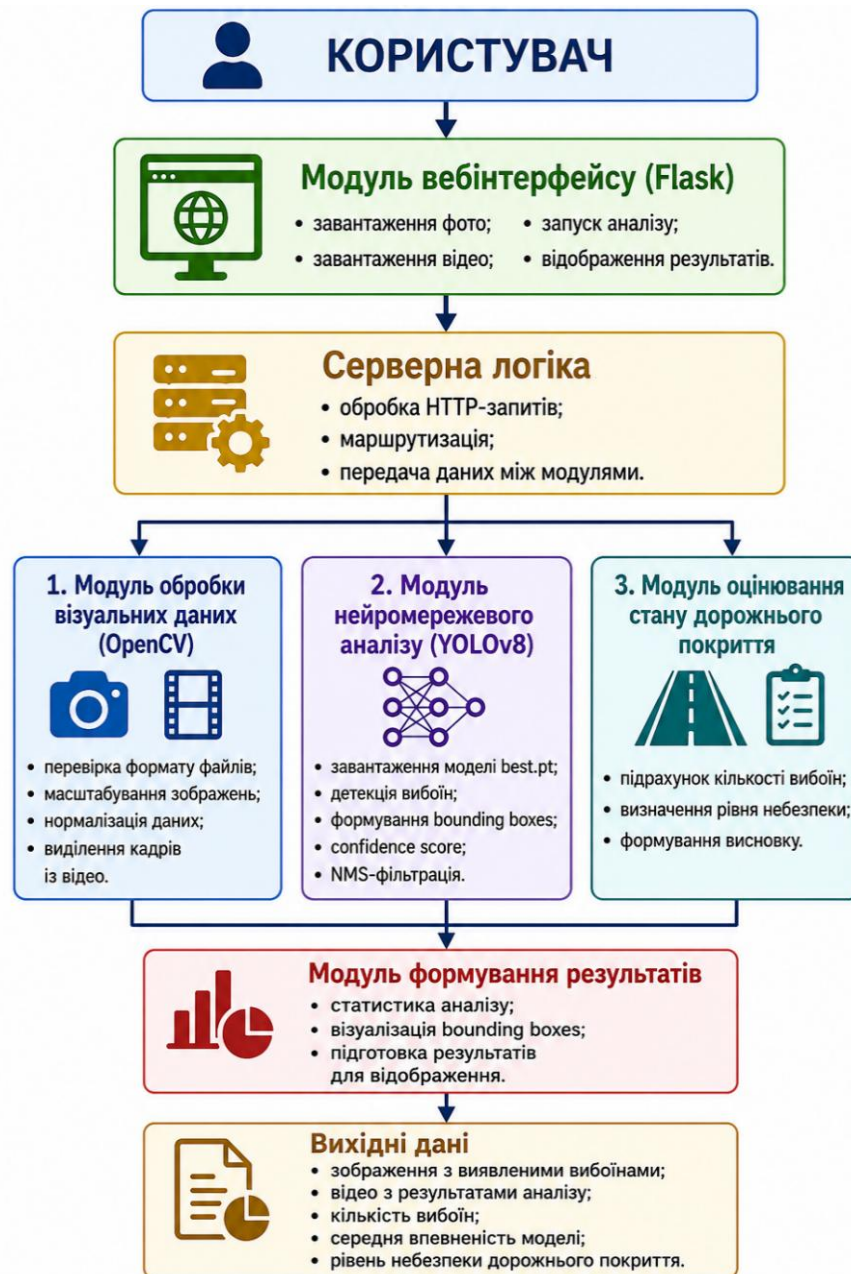 КОРИСТУВАЧ
Модуль вебінтерфейсу (Flask)
• завантаження фото;
• завантаження відео;
• запуск аналізу;
• відображення результатів.
Серверна логіка
• обробка HTTP-запитів;
• маршрутизація;
• передача даних між модулями.
1. Модуль обробки
візуальних даних
(OpenCV)
• перевірка формату файлів;
• масштабування зображень;
• нормалізація даних;
• виділення кадрів
із відео.
2. Модуль
нейромережевого
аналізу (YOLOv8)
• завантаження моделі best.pt;
• детекція вибоїн;
• формування bounding boxes;
• confidence score;
• NMS-фільтрація.
3. Модуль оцінювання
стану дорожнього
покриття
• підрахунок кількості вибоїн;
• визначення рівня небезпеки;
• формування висновку.
Модуль формування результатів
• статистика аналізу;
• візуалізація bounding boxes;
• підготовка результатів
для відображення.
Вихідні дані
• зображення з виявленими вибоїнами;
• відео з результатами аналізу;
• кількість вибоїн;
• середня впевненість моделі;
• рівень небезпеки дорожнього покриття.